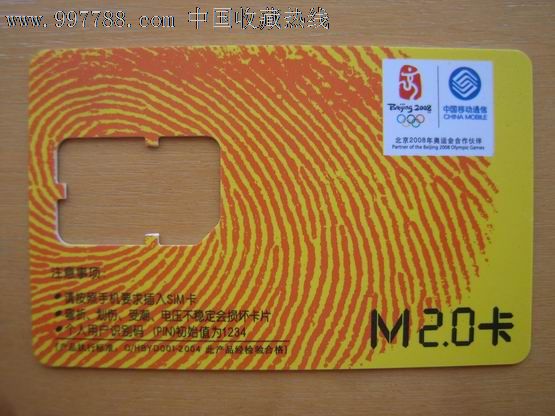 www.997788.com 中国收藏热线
Beijing 2008
中国移动通信
CHINA MOBILE
北京2008年奥运会合作伙伴
Partner of the Beijing 2008 Olympic Games
注意事项:
●请按照手机要求插入SIM卡
●弯折、划伤、受潮、电压不稳定会损坏卡片
●个人用户识别码 (PIN)初始值为1234
[产品执行标准: Q/HBYD001-2004 此产品经检验合格]
M2.0卡